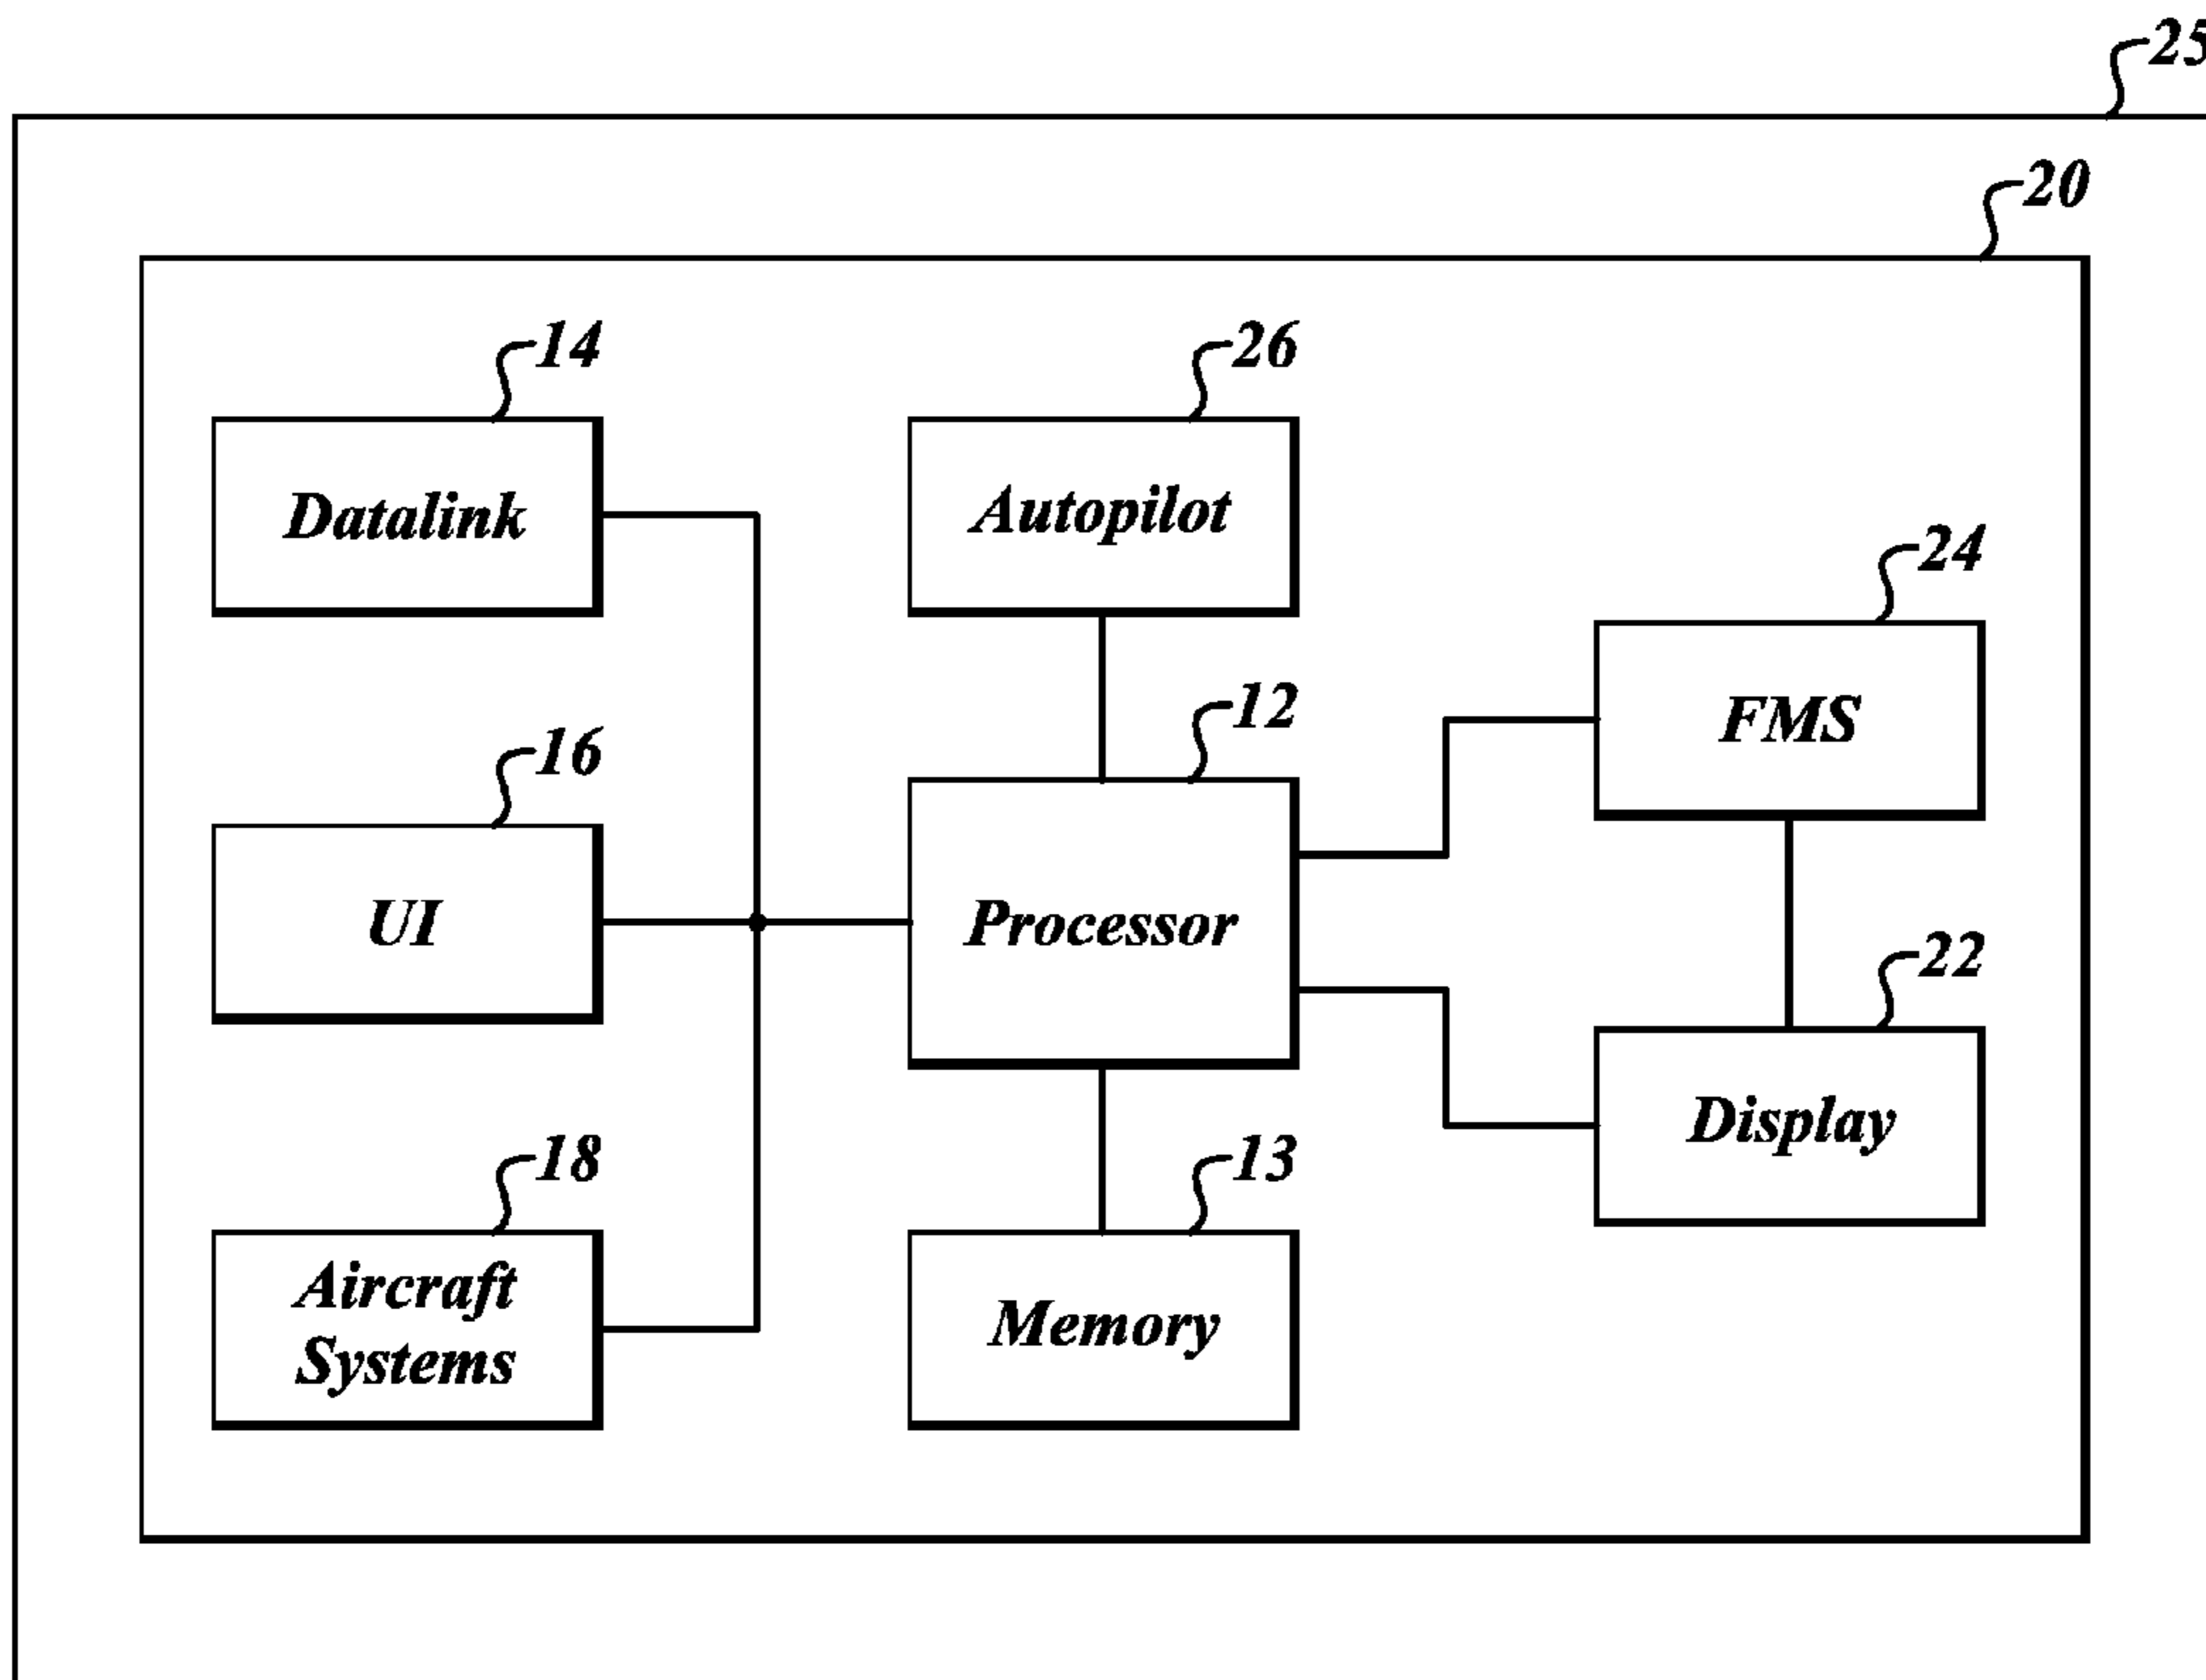 25
20
14
26
Datalink
Autopilot
24
FMS
16
12
UI
Processor
22
Display
18
13
Aircraft
Systems
Memory